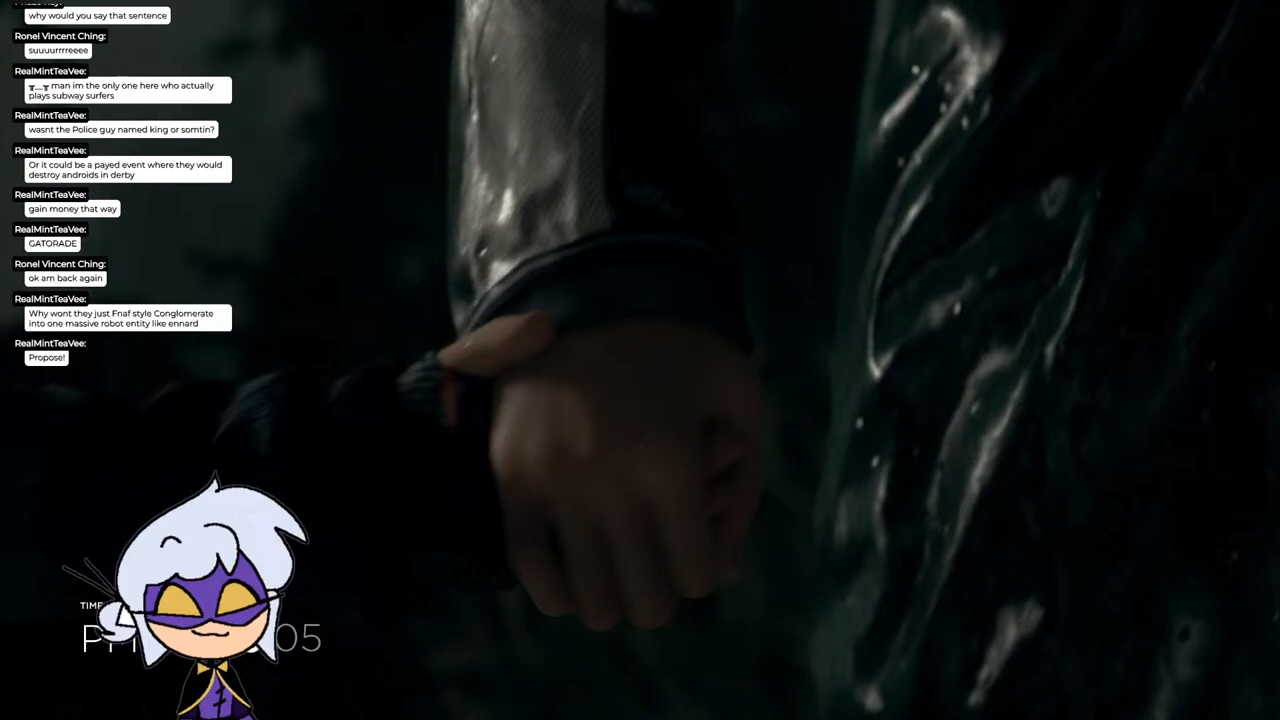 why would you say that sentence
Ronel Vincent Ching:
suuuurrrreeee
RealMintTeaVee:
╥﹏╥ man im the only one here who actually
plays subway surfers
RealMintTeaVee:
wasnt the Police guy named king or somtin?
RealMintTeaVee:
Or it could be a payed event where they would
destroy androids in derby
RealMintTeaVee:
gain money that way
RealMintTeaVee:
GATORADE
Ronel Vincent Ching:
ok am back again
RealMintTeaVee:
Why wont they just Fnaf style Conglomerate
into one massive robot entity like ennard
RealMintTeaVee:
Propose!
TIME
05